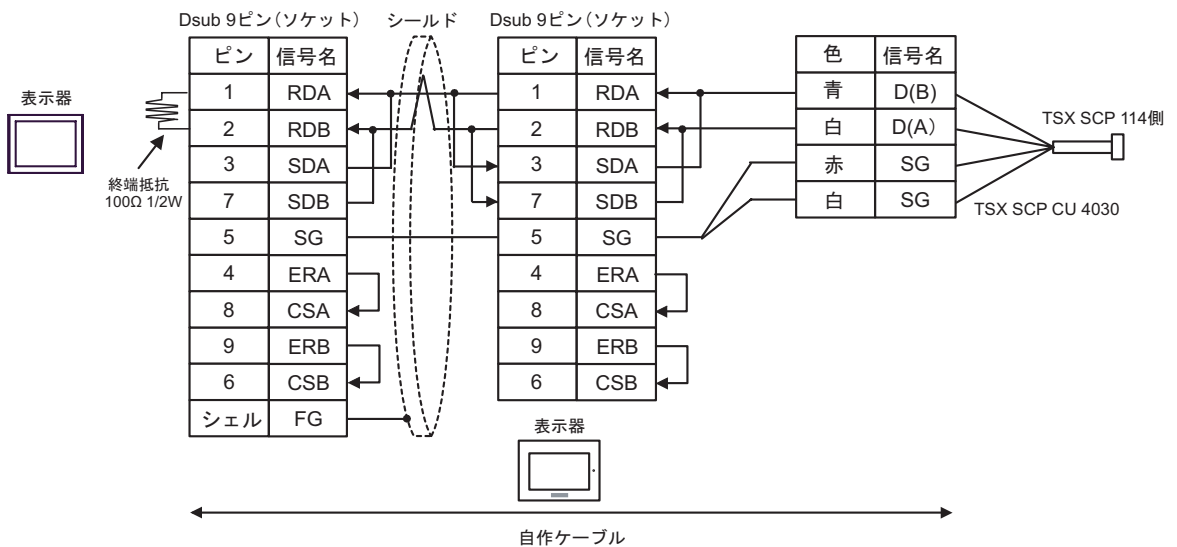 Dsub 9ピン(ソケット)
シールド
Dsub 9ピン(ソケット)
表示器
ピン 信号名
1 RDA
2 RDB
3 SDA
7 SDB
5 SG
4 ERA
8 CSA
9 ERB
6 CSB
シェル FG
終端抵抗
100Ω 1/2W
ピン 信号名
1 RDA
2 RDB
3 SDA
7 SDB
5 SG
4 ERA
8 CSA
9 ERB
6 CSB
色 信号名
青 D(B)
白 D(A)
赤 SG
白 SG
TSX SCP 114側
TSX SCP CU 4030
表示器
自作ケーブル